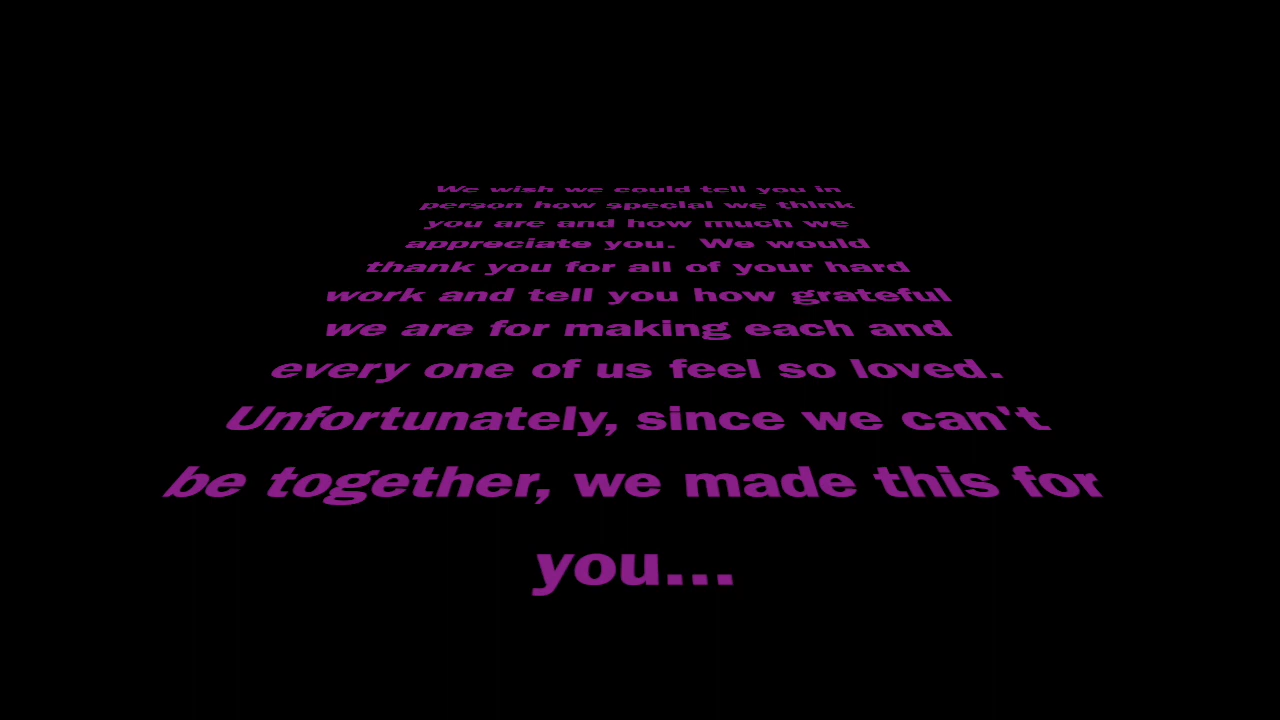 We wish we could tell you in
person how special we think
you are and how much we
appreciate you.  We would
thank you for all of your hard
work and tell you how grateful
we are for making each and
every one of us feel so loved.
Unfortunately, since we can't
be together, we made this for
you...